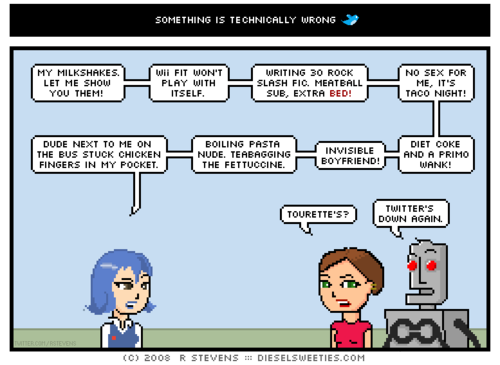 SOMETHING IS TECHNICALLY WRONG
MY MILKSHAKES.
LET ME SHOW
YOU THEM!
Wii FIT WON'T
PLAY WITH
ITSELF.
WRITING 30 ROCK
SLASH FIC. MEATBALL
SUB, EXTRA BED!
NO SEX FOR
ME, IT'S
TACO NIGHT!
DIET COKE
AND A PRIMO
WANK!
INVISIBLE
BOYFRIEND!
BOILING PASTA
NUDE. TEABAGGING
THE FETTUCCINE.
DUDE NEXT TO ME ON
THE BUS STUCK CHICKEN
FINGERS IN MY POCKET.
TOURETTE'S?
TWITTER'S
DOWN AGAIN.
(C) 2008 R STEVENS ::: DIESELSWEETIES.COM